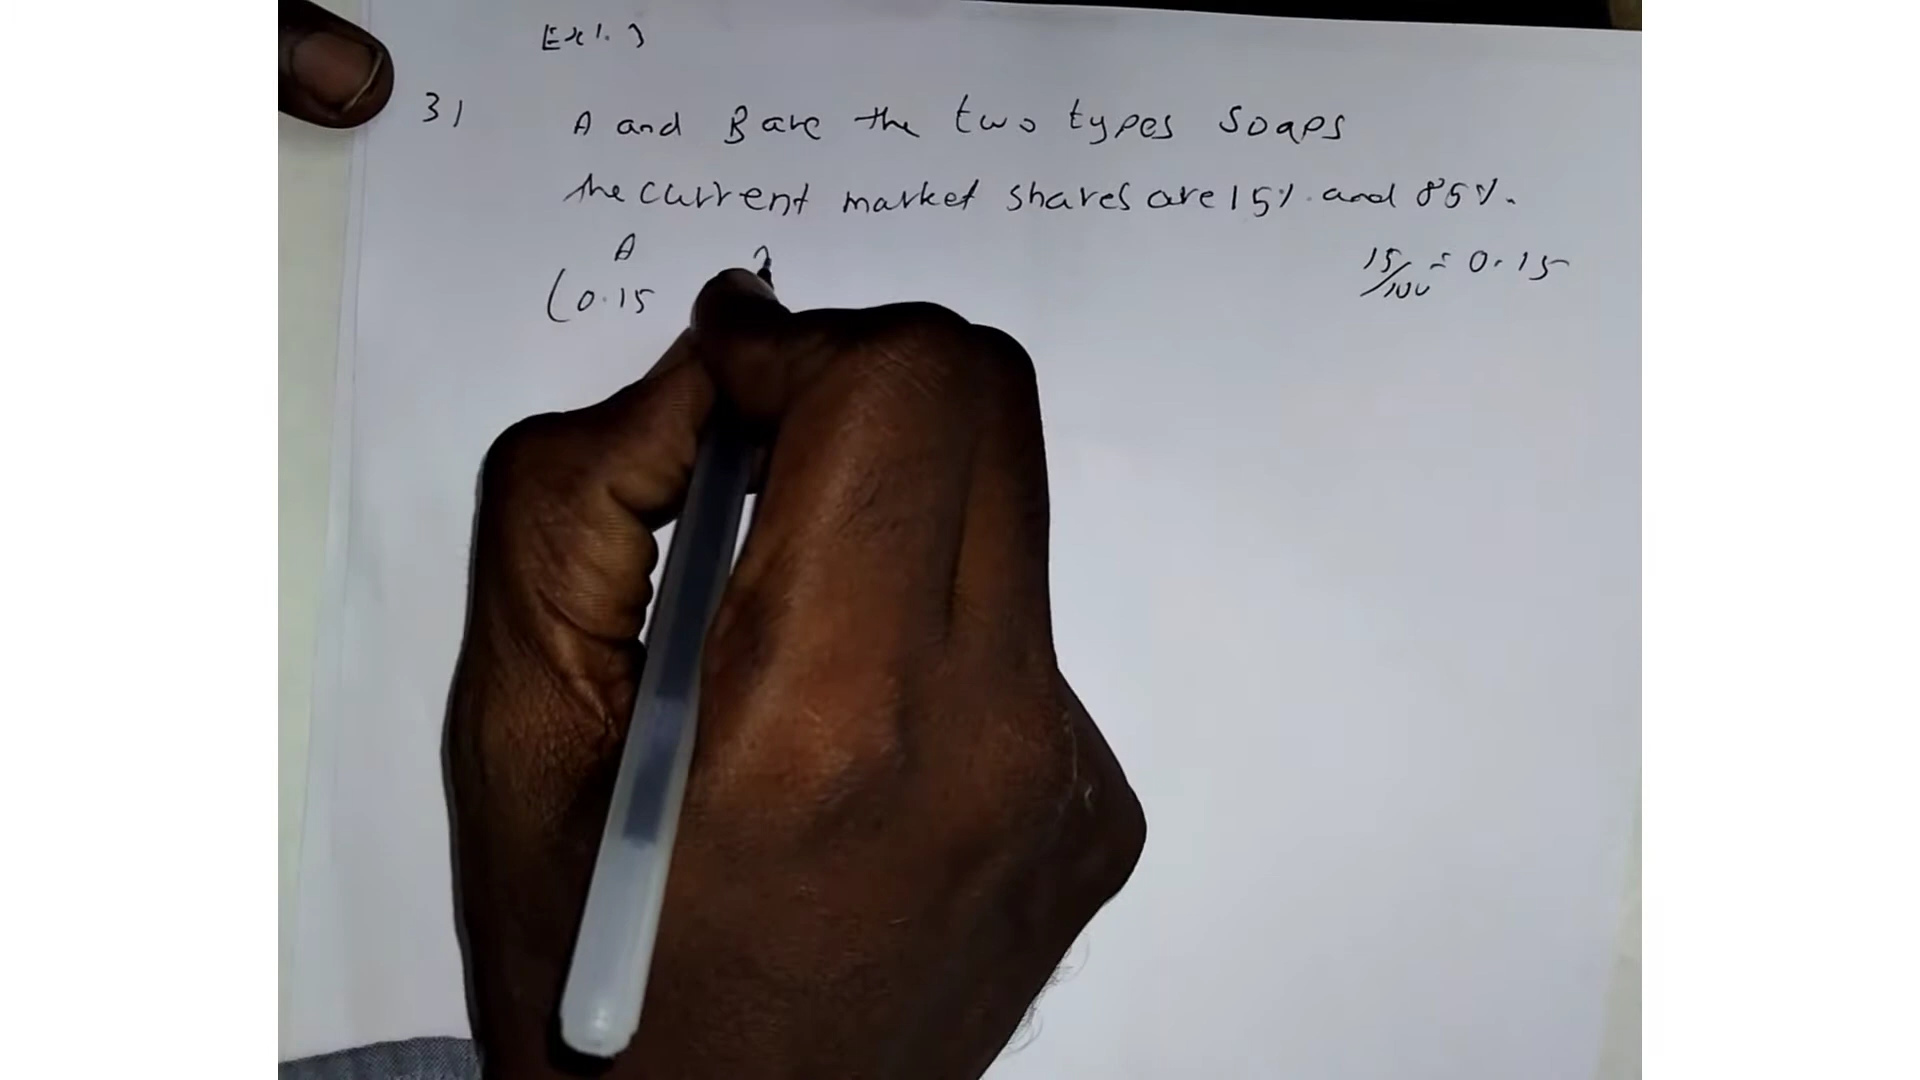 Ex 1.3
3)
A and B are the two types soaps
The current market shares are 15% and 85%.
A
15/100 = 0.15
(0.15